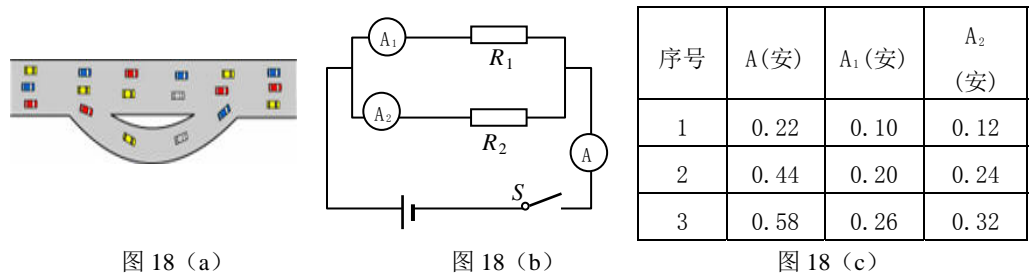 A₁
R₁
A₂
R₂
A
S
图 18（a）
图 18（b）
序号 A(安) A₁(安) A₂(安)
1 0.22 0.10 0.12
2 0.44 0.20 0.24
3 0.58 0.26 0.32
图 18（c）